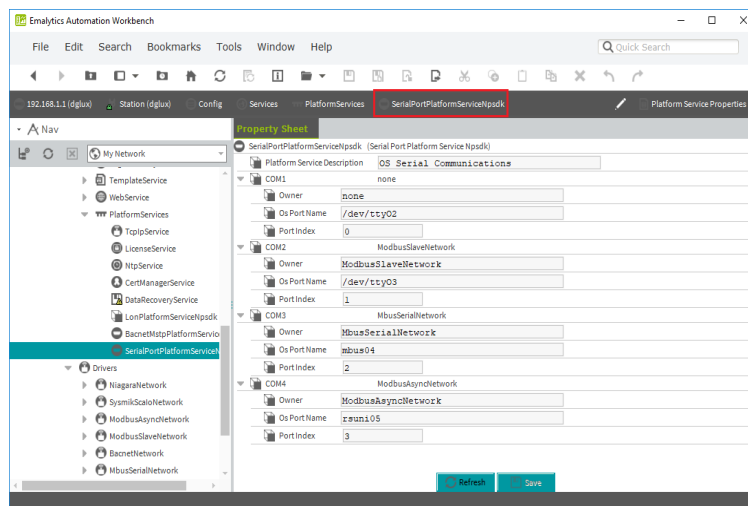 Emalytics Automation Workbench
File Edit Search Bookmarks Tools Window Help
Quick Search
192.168.1.1 (dglux) Station (dglux) Config Services PlatformServices SerialPortPlatformServiceNpsdk Platform Service Properties
Nav
My Network
TemplateService
WebService
PlatformServices
TcpIpService
LicenseService
NtpService
CertManagerService
DataRecoveryService
LonPlatformServiceNpsdk
BacnetMstpPlatformServic
SerialPortPlatformServiceN
Drivers
NiagaraNetwork
SysmikScaloNetwork
ModbusAsyncNetwork
ModbusSlaveNetwork
BacnetNetwork
MbusSerialNetwork
Property Sheet
SerialPortPlatformServiceNpsdk (Serial Port Platform Service Npsdk)
Platform Service Description OS Serial Communications
COM1 none
Owner none
Os Port Name /dev/ttyO2
Port Index 0
COM2 ModbusSlaveNetwork
Owner ModbusSlaveNetwork
Os Port Name /dev/ttyO3
Port Index 1
COM3 MbusSerialNetwork
Owner MbusSerialNetwork
Os Port Name mbus04
Port Index 2
COM4 ModbusAsyncNetwork
Owner ModbusAsyncNetwork
Os Port Name rsuni05
Port Index 3
Refresh Save